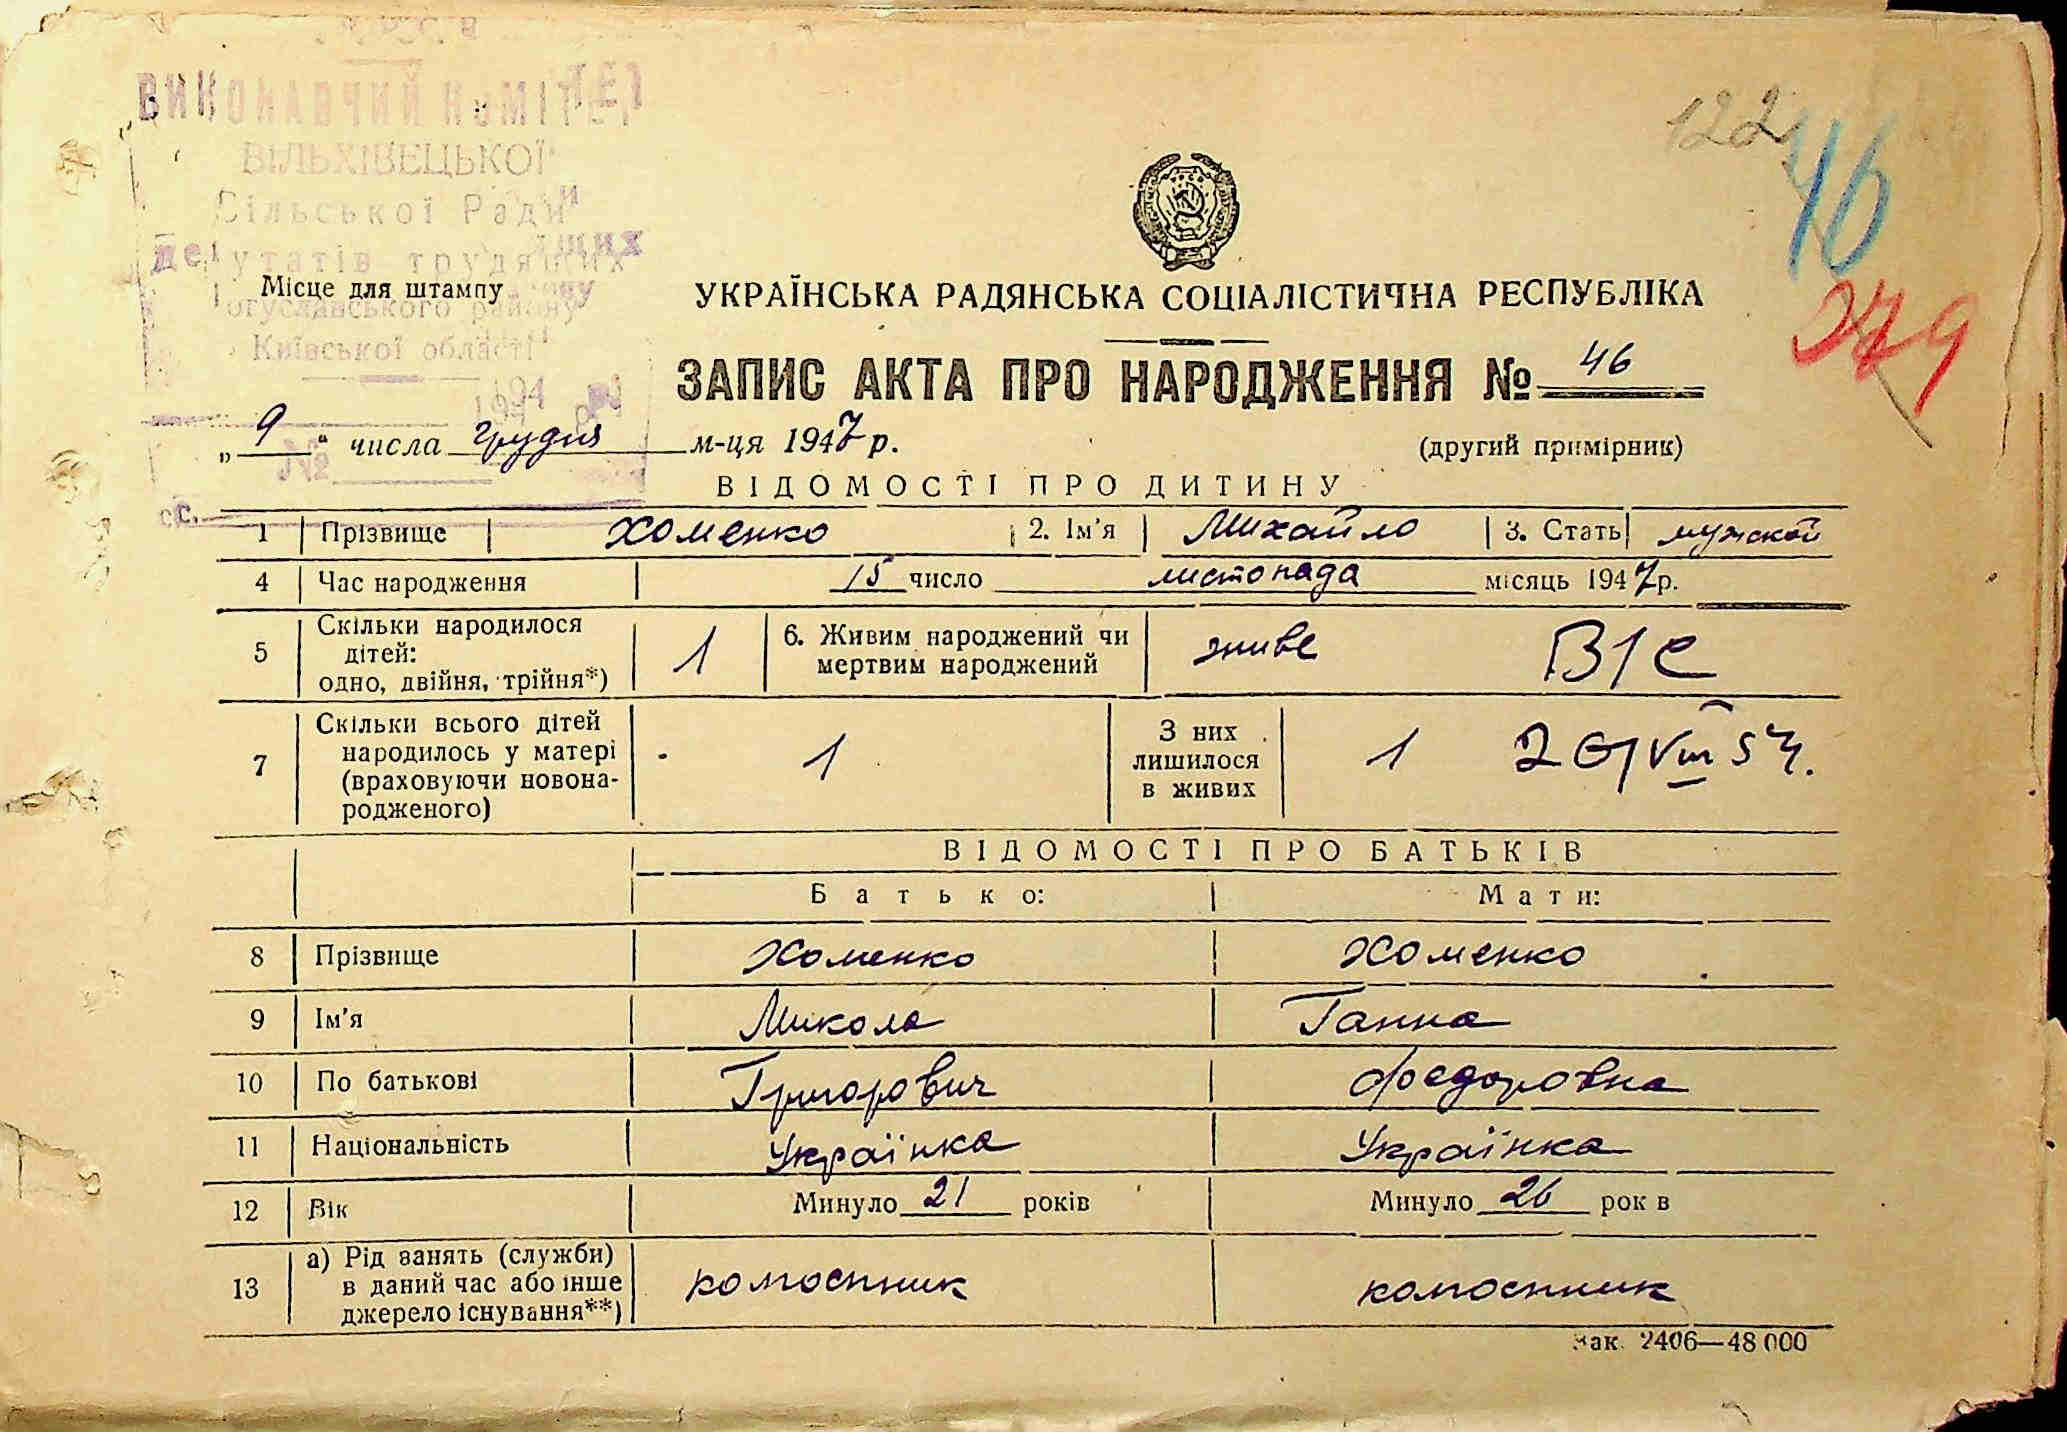 ВИКОНАВЧИЙ КОМІТЕТ
ВІЛЬХІВЕЦЬКОЇ
Сільської Ради
депутатів трудящих
Богуславського району
Київської області
194 р.
№
122
46
279
Місце для штампу
УКРАЇНСЬКА РАДЯНСЬКА СОЦІАЛІСТИЧНА РЕСПУБЛІКА
ЗАПИС АКТА ПРО НАРОДЖЕННЯ № 46
„ 9 “ числа грудня м-ця 1947 р.
(другий примірник)
ВІДОМОСТІ ПРО ДИТИНУ
1 Прізвище Хоменко 2. Ім'я Михайло 3. Стать мужской
4 Час народження 15 число листопада місяць 1947 р.
5 Скільки народилося дітей: одно, двійня, трійня*) 1 6. Живим народжений чи мертвим народжений живе
7 Скільки всього дітей народилось у матері (враховуючи новонародженого) 1 З них лишилося в живих 1
ВІДОМОСТІ ПРО БАТЬКІВ
Батько: Мати:
8 Прізвище Хоменко Хоменко
9 Ім'я Микола Ганна
10 По батькові Григорович Федоровна
11 Національність Українка Українка
12 Вік Минуло 21 років Минуло 26 рок в
13 а) Рід занять (служби) в даний час або інше джерело існування**) колгоспник колгоспник
Зак. 2406—48 000